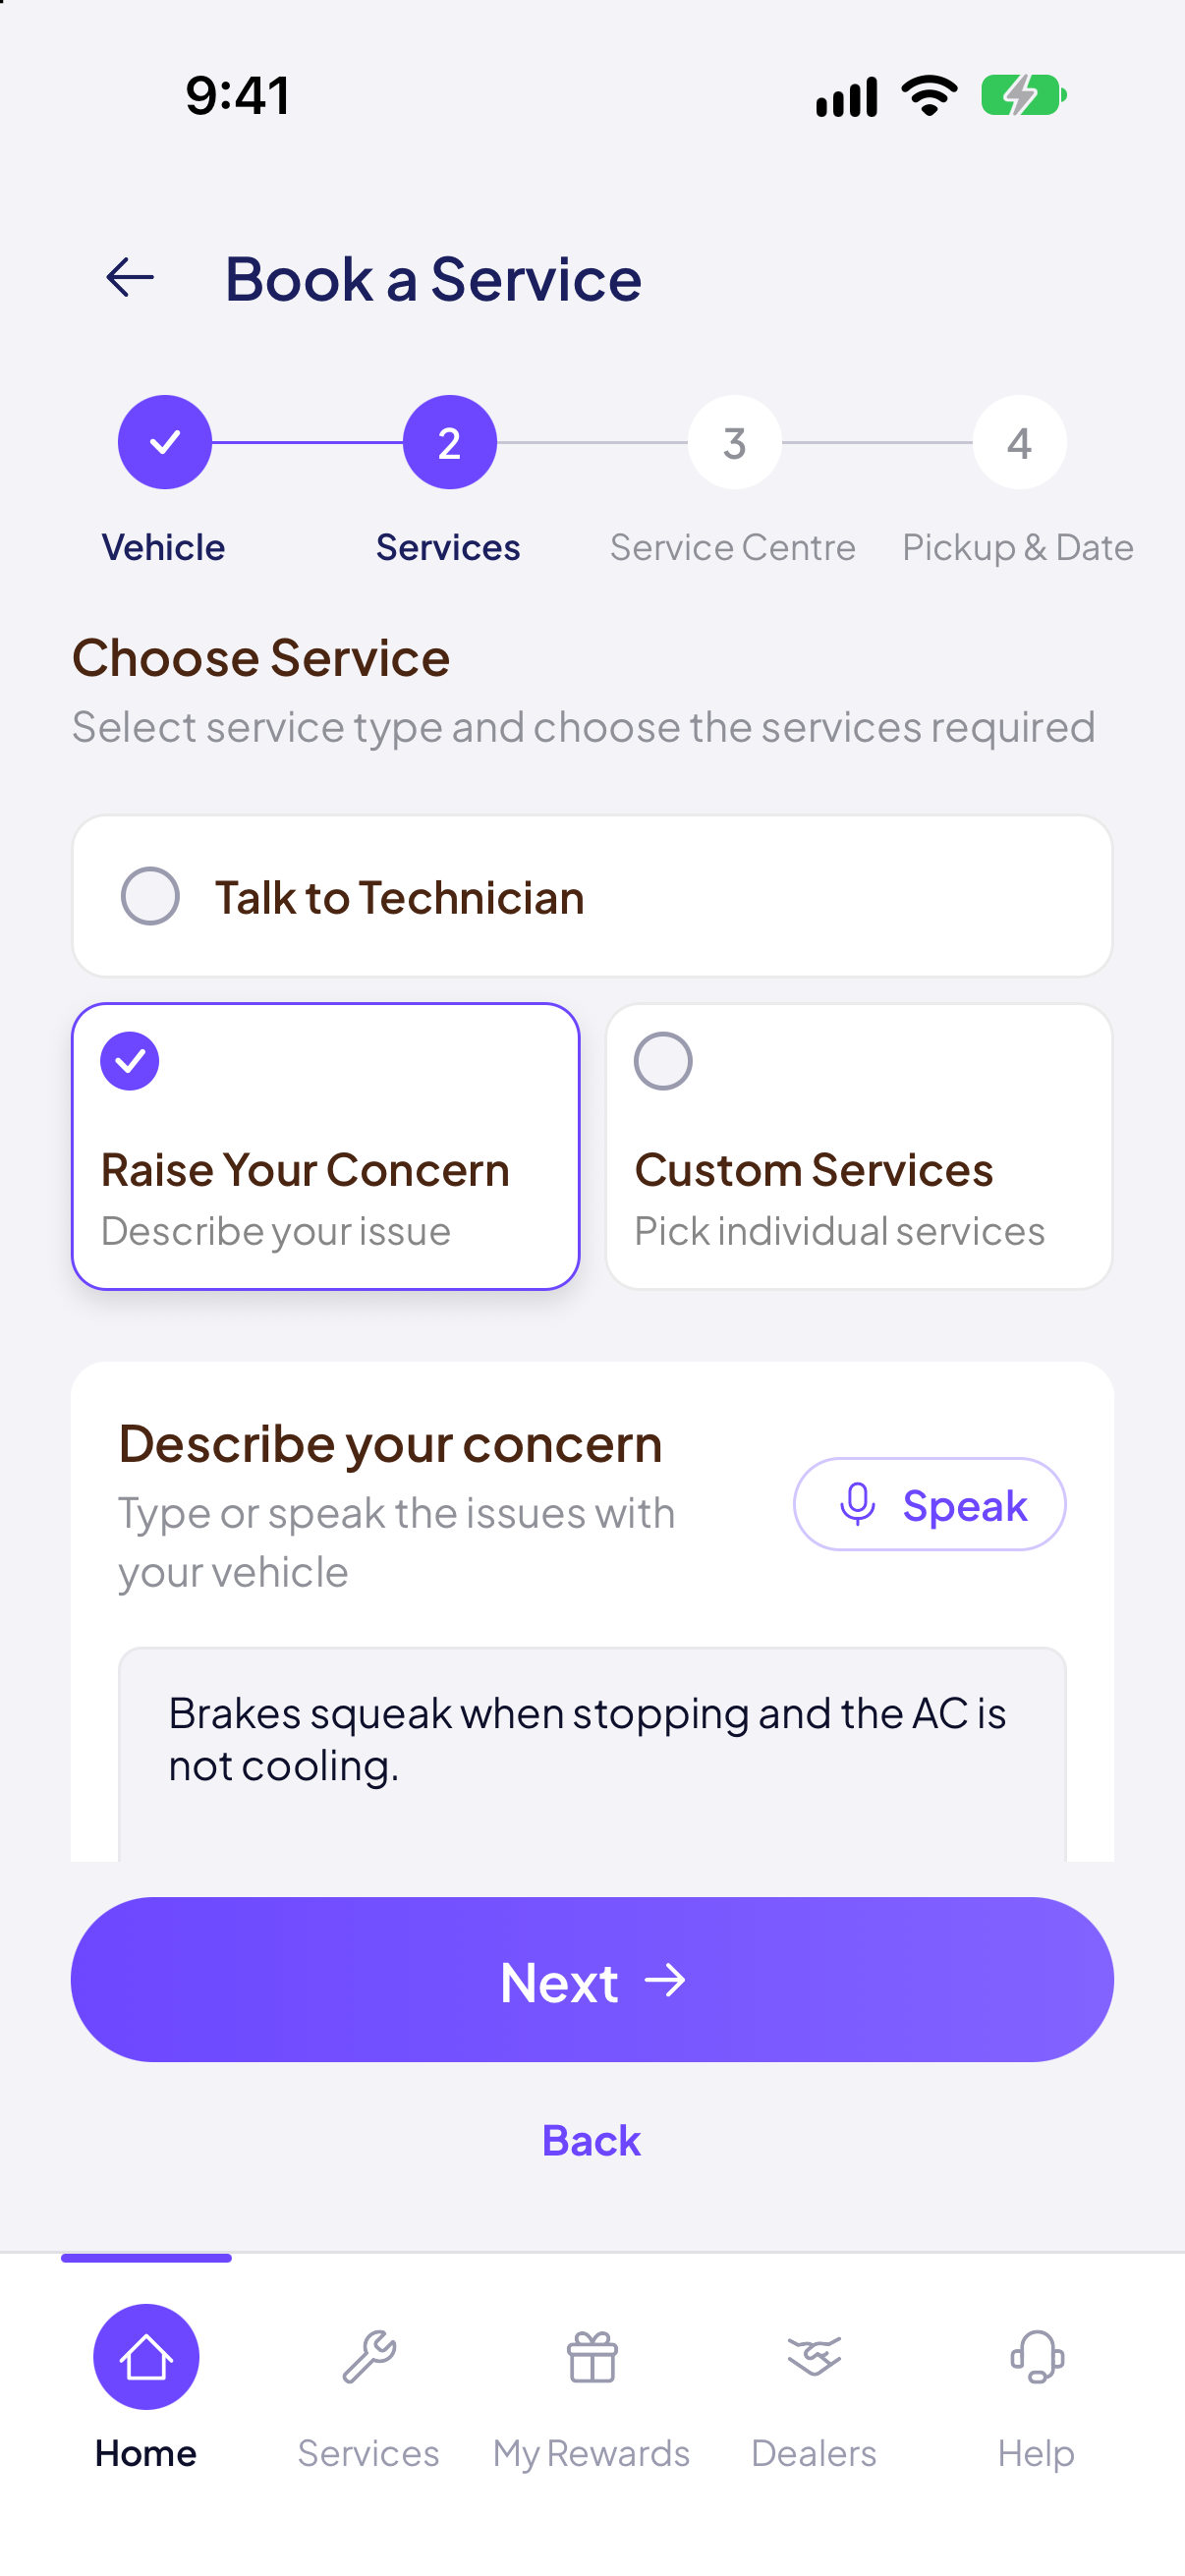 9:41
Book a Service
2
3
4
Vehicle
Services
Service Centre
Pickup & Date
Choose Service
Select service type and choose the services required
Talk to Technician
Raise Your Concern
Describe your issue
Custom Services
Pick individual services
Describe your concern
Type or speak the issues with
your vehicle
Speak
Brakes squeak when stopping and the AC is
not cooling.
Next
Back
Home
Services
My Rewards
Dealers
Help